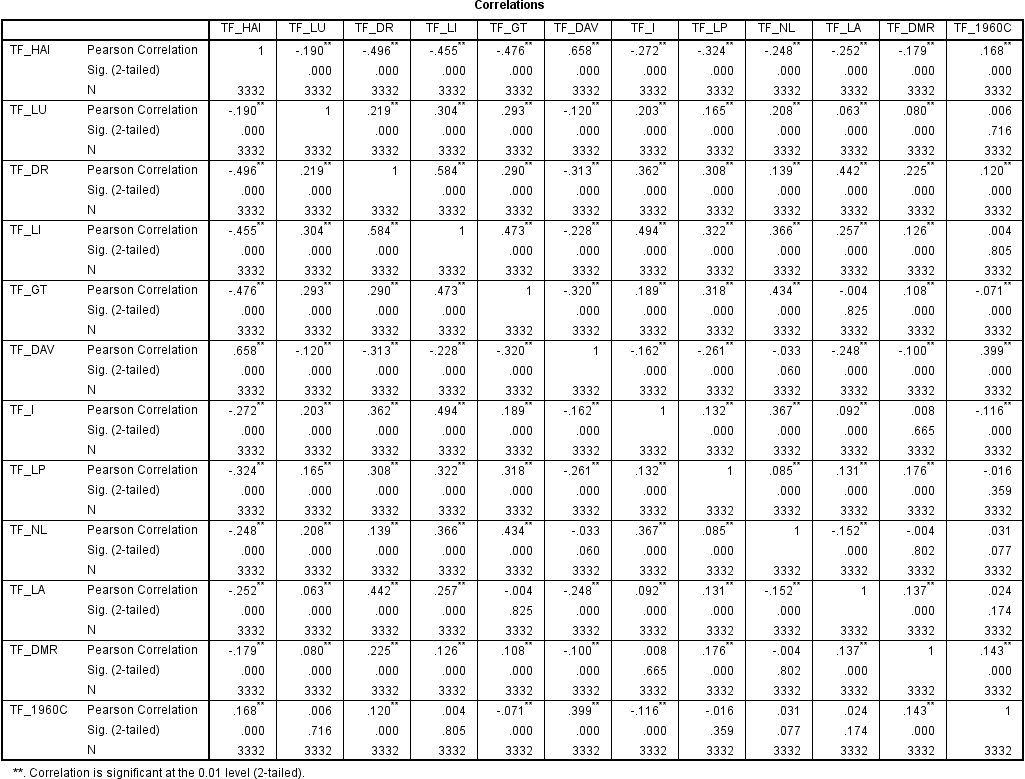 Correlations
TF_HAI TF_LU TF_DR TF_LI TF_GT TF_DAV TF_I TF_LP TF_NL TF_LA TF_DMR TF_1960C
TF_HAI Pearson Correlation 1 -.190** -.496** -.455** -.476** .658** -.272** -.324** -.248** -.252** -.179** .168**
Sig. (2-tailed) .000 .000 .000 .000 .000 .000 .000 .000 .000 .000 .000
N 3332 3332 3332 3332 3332 3332 3332 3332 3332 3332 3332 3332
TF_LU Pearson Correlation -.190** 1 .219** .304** .293** -.120** .203** .165** .208** .063** .080** .006
Sig. (2-tailed) .000 .000 .000 .000 .000 .000 .000 .000 .000 .000 .716
N 3332 3332 3332 3332 3332 3332 3332 3332 3332 3332 3332 3332
TF_DR Pearson Correlation -.496** .219** 1 .584** .290** -.313** .362** .308** .139** .442** .225** .120**
Sig. (2-tailed) .000 .000 .000 .000 .000 .000 .000 .000 .000 .000 .000
N 3332 3332 3332 3332 3332 3332 3332 3332 3332 3332 3332 3332
TF_LI Pearson Correlation -.455** .304** .584** 1 .473** -.228** .494** .322** .366** .257** .126** .004
Sig. (2-tailed) .000 .000 .000 .000 .000 .000 .000 .000 .000 .000 .805
N 3332 3332 3332 3332 3332 3332 3332 3332 3332 3332 3332 3332
TF_GT Pearson Correlation -.476** .293** .290** .473** 1 -.320** .189** .318** .434** -.004 .108** -.071**
Sig. (2-tailed) .000 .000 .000 .000 .000 .000 .000 .000 .825 .000 .000
N 3332 3332 3332 3332 3332 3332 3332 3332 3332 3332 3332 3332
TF_DAV Pearson Correlation .658** -.120** -.313** -.228** -.320** 1 -.162** -.261** -.033 -.248** -.100** .399**
Sig. (2-tailed) .000 .000 .000 .000 .000 .000 .000 .060 .000 .000 .000
N 3332 3332 3332 3332 3332 3332 3332 3332 3332 3332 3332 3332
TF_I Pearson Correlation -.272** .203** .362** .494** .189** -.162** 1 .132** .367** .092** .008 -.116**
Sig. (2-tailed) .000 .000 .000 .000 .000 .000 .000 .000 .000 .665 .000
N 3332 3332 3332 3332 3332 3332 3332 3332 3332 3332 3332 3332
TF_LP Pearson Correlation -.324** .165** .308** .322** .318** -.261** .132** 1 .085** .131** .176** -.016
Sig. (2-tailed) .000 .000 .000 .000 .000 .000 .000 .000 .000 .000 .359
N 3332 3332 3332 3332 3332 3332 3332 3332 3332 3332 3332 3332
TF_NL Pearson Correlation -.248** .208** .139** .366** .434** -.033 .367** .085** 1 -.152** -.004 .031
Sig. (2-tailed) .000 .000 .000 .000 .000 .060 .000 .000 .000 .802 .077
N 3332 3332 3332 3332 3332 3332 3332 3332 3332 3332 3332 3332
TF_LA Pearson Correlation -.252** .063** .442** .257** -.004 -.248** .092** .131** -.152** 1 .137** .024
Sig. (2-tailed) .000 .000 .000 .000 .825 .000 .000 .000 .000 .000 .174
N 3332 3332 3332 3332 3332 3332 3332 3332 3332 3332 3332 3332
TF_DMR Pearson Correlation -.179** .080** .225** .126** .108** -.100** .008 .176** -.004 .137** 1 .143**
Sig. (2-tailed) .000 .000 .000 .000 .000 .000 .665 .000 .802 .000 .000
N 3332 3332 3332 3332 3332 3332 3332 3332 3332 3332 3332 3332
TF_1960C Pearson Correlation .168** .006 .120** .004 -.071** .399** -.116** -.016 .031 .024 .143** 1
Sig. (2-tailed) .000 .716 .000 .805 .000 .000 .000 .359 .077 .174 .000
N 3332 3332 3332 3332 3332 3332 3332 3332 3332 3332 3332 3332
**. Correlation is significant at the 0.01 level (2-tailed).